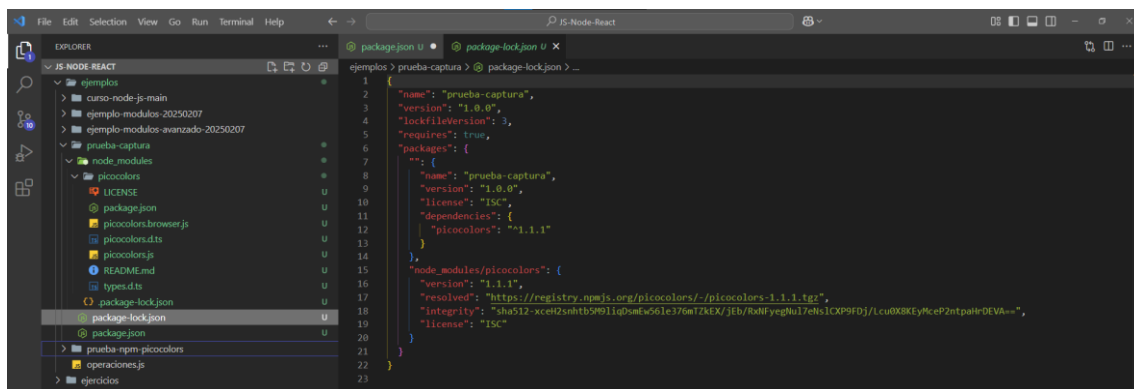 File Edit Selection View Go Run Terminal Help
JS-Node-React
EXPLORER
JS-NODE-REACT
ejemplos
curso-node-js-main
ejemplo-modulos-20250207
ejemplo-modulos-avanzado-20250207
prueba-captura
node_modules
picocolors
LICENSE U
package.json U
picocolors.browser.js U
picocolors.d.ts U
picocolors.js U
README.md U
types.d.ts U
.package-lock.json U
package-lock.json U
package.json U
prueba-npm-picocolors
operaciones.js
ejercicios
1
10
package.json U
package-lock.json U
ejemplos > prueba-captura > package-lock.json > ...
1 {
2 "name": "prueba-captura",
3 "version": "1.0.0",
4 "lockfileVersion": 3,
5 "requires": true,
6 "packages": {
7 "": {
8 "name": "prueba-captura",
9 "version": "1.0.0",
10 "license": "ISC",
11 "dependencies": {
12 "picocolors": "^1.1.1"
13 }
14 },
15 "node_modules/picocolors": {
16 "version": "1.1.1",
17 "resolved": "https://registry.npmjs.org/picocolors/-/picocolors-1.1.1.tgz",
18 "integrity":
19 "license": "ISC"
20 }
21 }
22 }
23